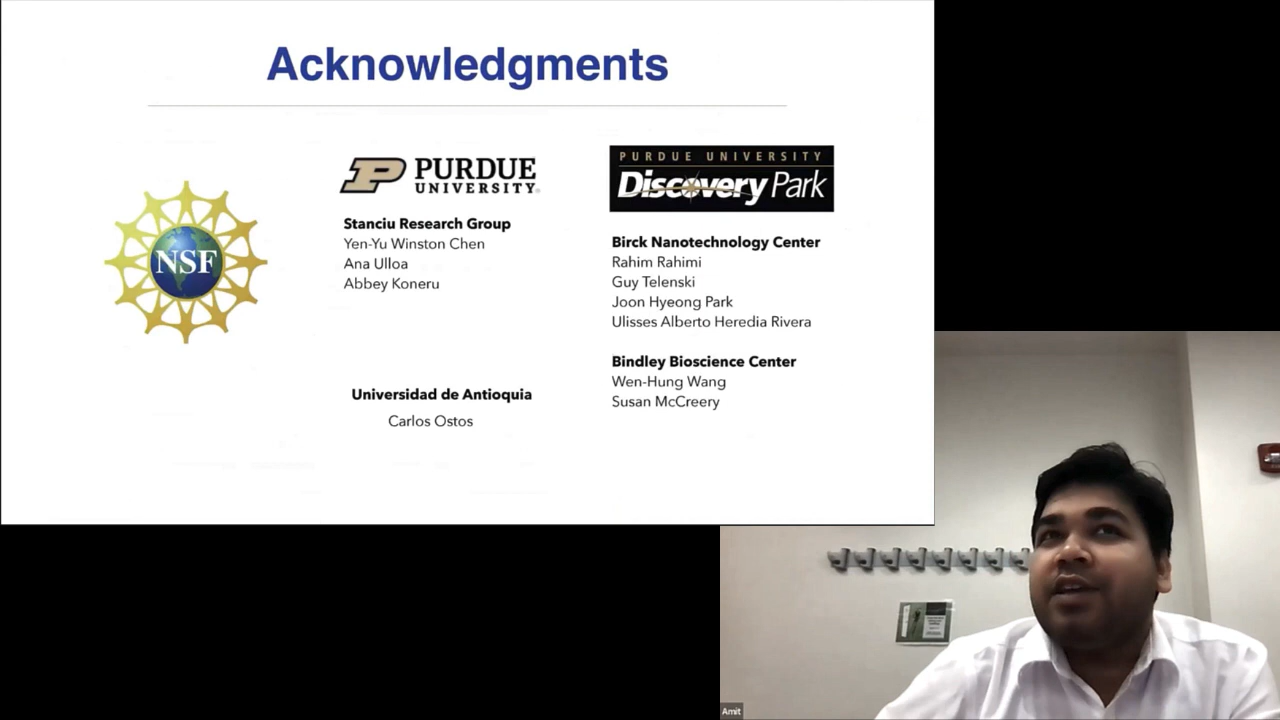 Acknowledgments
NSF
PURDUE
UNIVERSITY
Stanciu Research Group
Yen-Yu Winston Chen
Ana Ulloa
Abbey Koneru
Universidad de Antioquia
Carlos Ostos
PURDUE UNIVERSITY
Discovery Park
Birck Nanotechnology Center
Rahim Rahimi
Guy Telenski
Joon Hyeong Park
Ulisses Alberto Heredia Rivera
Bindley Bioscience Center
Wen-Hung Wang
Susan McCreery
Amit